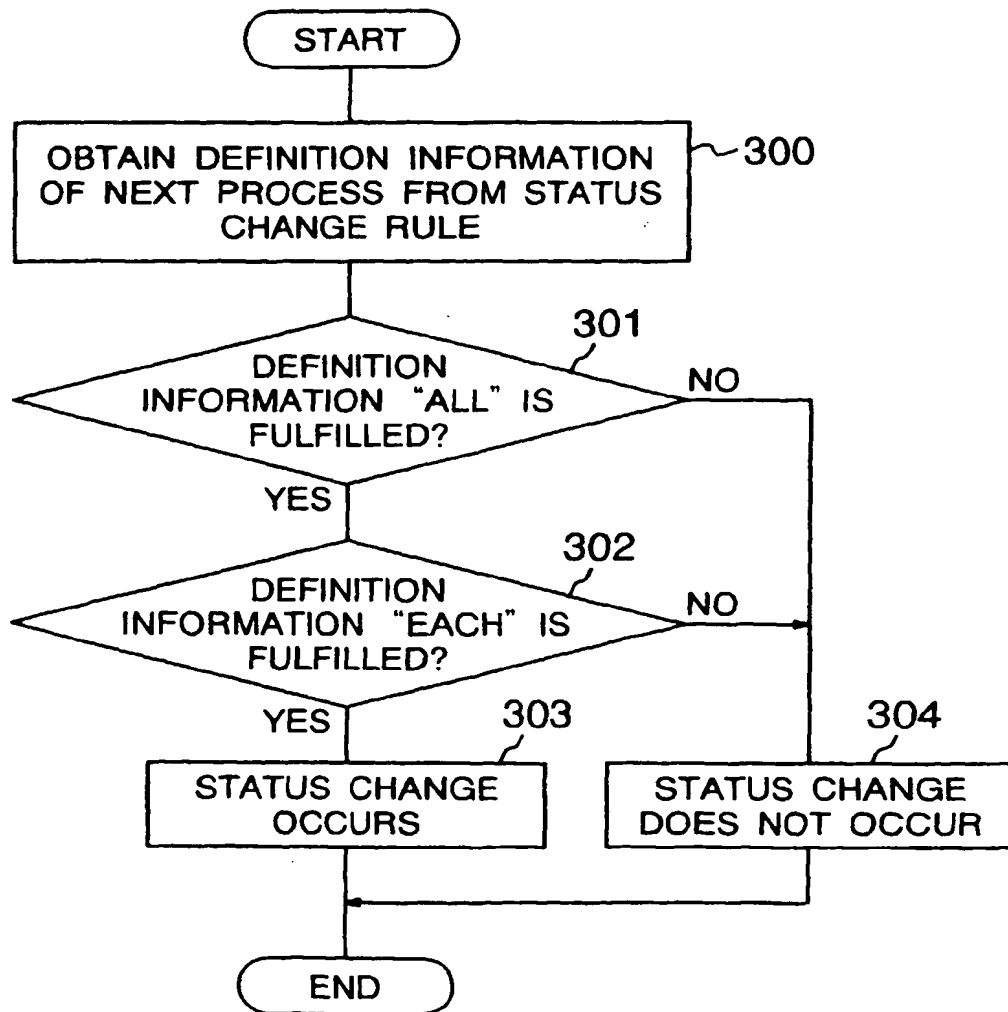 START
OBTAIN DEFINITION INFORMATION
OF NEXT PROCESS FROM STATUS
CHANGE RULE
300
301
DEFINITION
INFORMATION "ALL" IS
FULFILLED?
NO
YES
302
DEFINITION
INFORMATION "EACH" IS
FULFILLED?
NO
YES
303
STATUS CHANGE
OCCURS
304
STATUS CHANGE
DOES NOT OCCUR
END